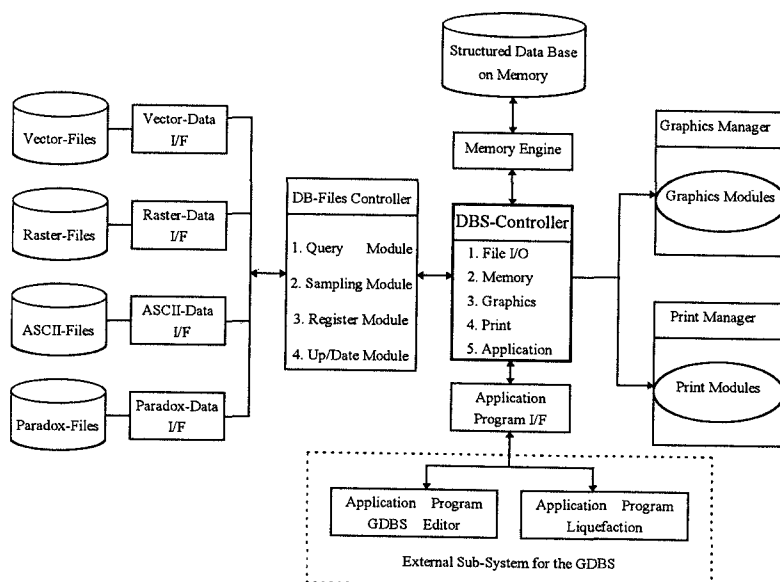 Structured Data Base
on Memory
Vector-Files
Vector-Data
I/F
Memory Engine
Graphics Manager
Graphics Modules
Raster-Files
Raster-Data
I/F
DB-Files Controller
1. Query Module
2. Sampling Module
3. Register Module
4. Up/Date Module
DBS-Controller
1. File I/O
2. Memory
3. Graphics
4. Print
5. Application
ASCII-Files
ASCII-Data
I/F
Print Manager
Print Modules
Paradox-Files
Paradox-Data
I/F
Application
Program I/F
Application Program
GDBS Editor
Application Program
Liquefaction
External Sub-System for the GDBS